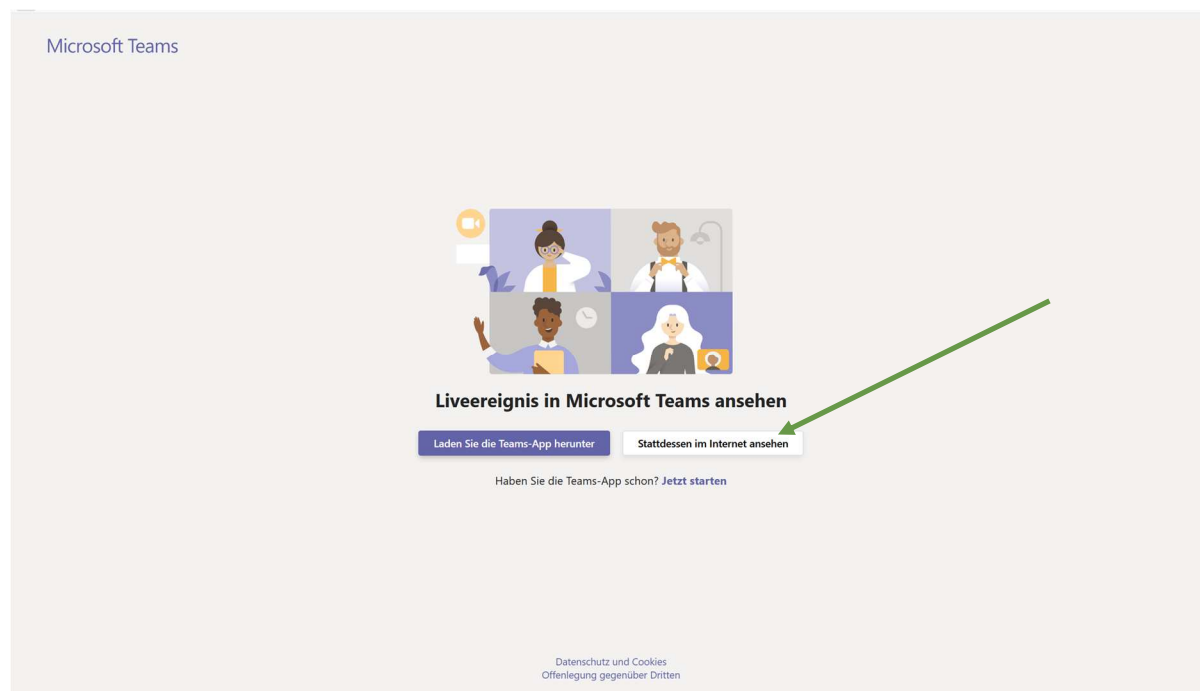 Microsoft Teams
Liveereignis in Microsoft Teams ansehen
Laden Sie die Teams-App herunter
Stattdessen im Internet ansehen
Haben Sie die Teams-App schon? Jetzt starten
Datenschutz und Cookies
Offenlegung gegenüber Dritten